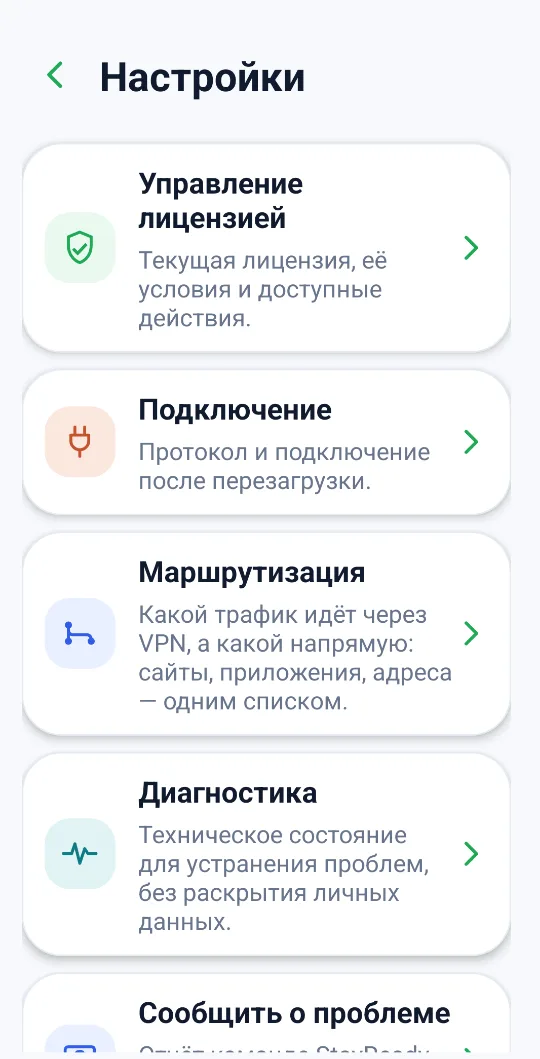 Настройки
Управление
лицензией
Текущая лицензия, её
условия и доступные
действия.
Подключение
Протокол и подключение
после перезагрузки.
Маршрутизация
Какой трафик идёт через
VPN, а какой напрямую:
сайты, приложения, адреса
— одним списком.
Диагностика
Техническое состояние
для устранения проблем,
без раскрытия личных
данных.
Сообщить о проблеме